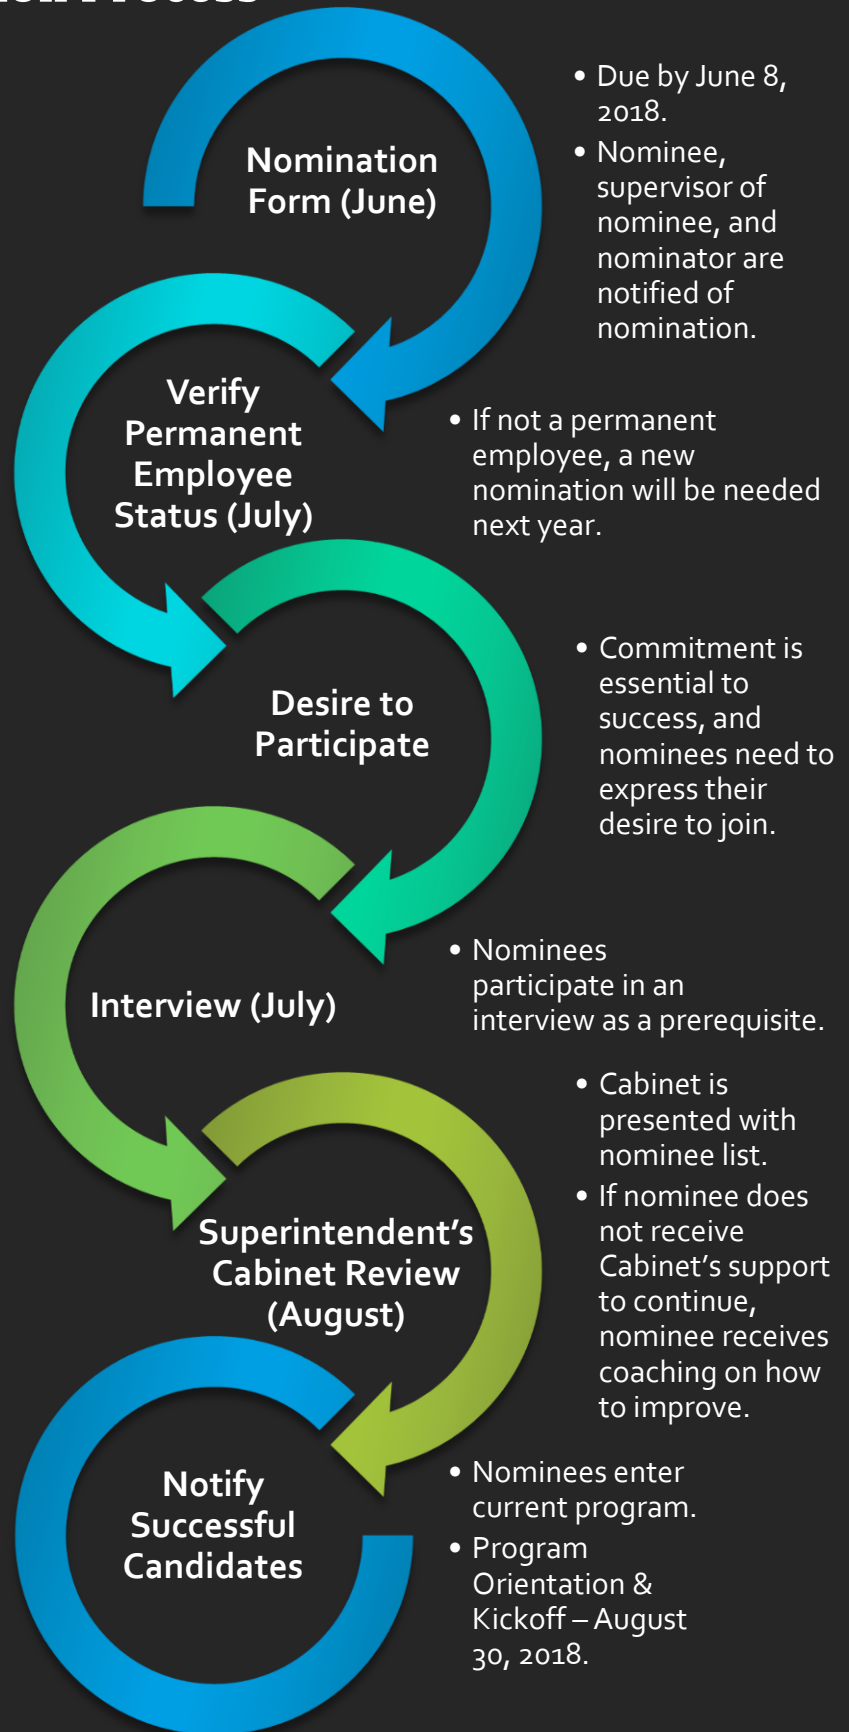 Process
Nomination
Form (June)
• Due by June 8,
2018.
• Nominee,
supervisor of
nominee, and
nominator are
notified of
nomination.
Verify
Permanent
Employee
Status (July)
• If not a permanent
employee, a new
nomination will be needed
next year.
Desire to
Participate
• Commitment is
essential to
success, and
nominees need to
express their
desire to join.
Interview (July)
• Nominees
participate in an
interview as a prerequisite.
Superintendent’s
Cabinet Review
(August)
• Cabinet is
presented with
nominee list.
• If nominee does
not receive
Cabinet’s support
to continue,
nominee receives
coaching on how
to improve.
Notify
Successful
Candidates
• Nominees enter
current program.
• Program
Orientation &
Kickoff – August
30, 2018.